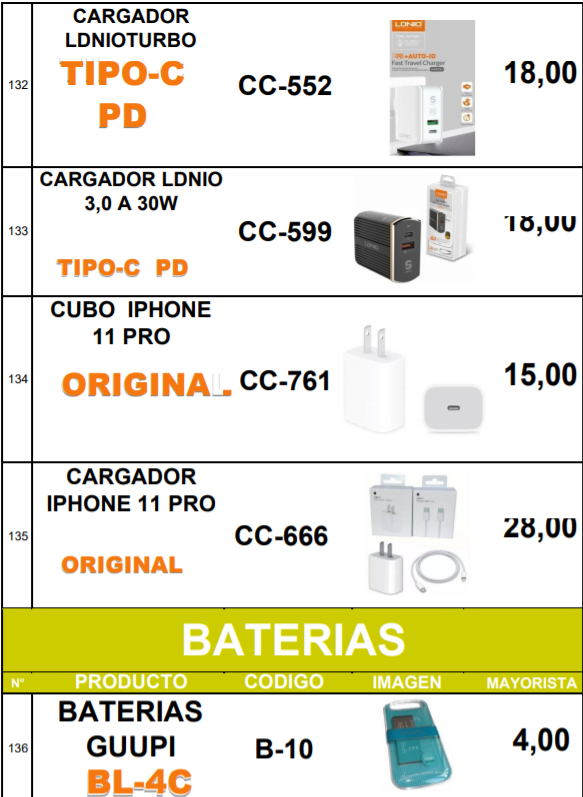 132
CARGADOR
LDNIOTURBO
TIPO-C
PD
CC-552
LDNIO
PD+AUTO-ID
Fast Travel Charger
18,00
133
CARGADOR LDNIO
3,0 A 30W
TIPO-C PD
CC-599
LDNIO
18,00
134
CUBO IPHONE
11 PRO
ORIGINAL
CC-761
15,00
135
CARGADOR
IPHONE 11 PRO
ORIGINAL
CC-666
28,00
BATERIAS
N° PRODUCTO CODIGO IMAGEN MAYORISTA
136
BATERIAS
GUUPI
BL-4C
B-10
4,00